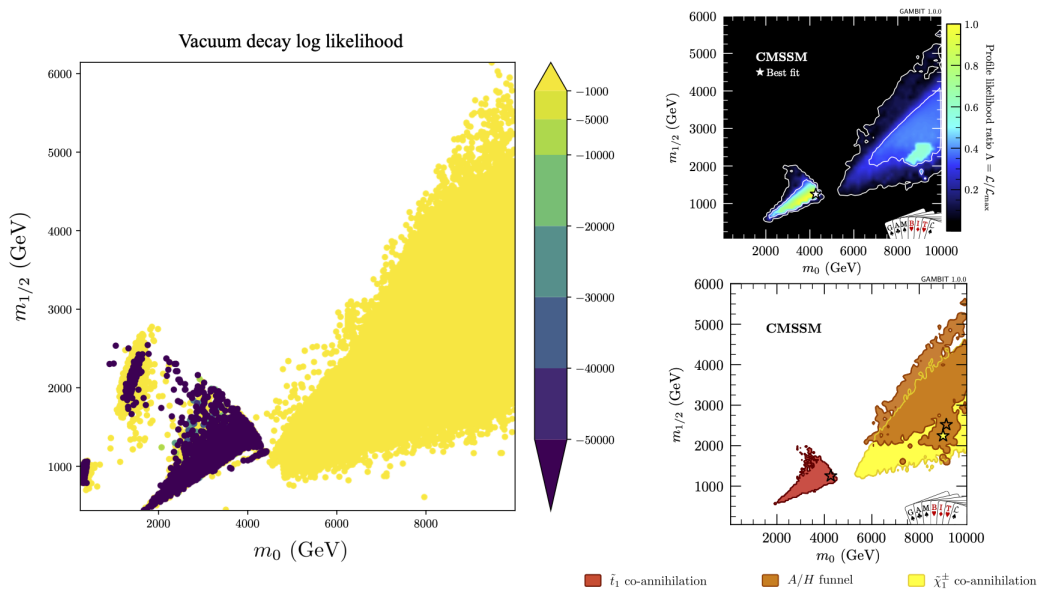 Vacuum decay log likelihood
6000
5000
4000
3000
2000
1000
2000
4000
6000
8000
m₀ (GeV)
m₁/₂ (GeV)
−1000
−5000
−10000
−20000
−30000
−40000
−50000
GAMBIT 1.0.0
CMSSM
★ Best fit
6000
5000
4000
3000
2000
1000
2000
4000
6000
8000
10000
m₀ (GeV)
m₁/₂ (GeV)
1.0
0.8
0.6
0.4
0.2
Profile likelihood ratio Λ = ℒ/ℒmax
G A M B I T
GAMBIT 1.0.0
CMSSM
6000
5000
4000
3000
2000
1000
0
0
2000
4000
6000
8000
10000
m₀ (GeV)
m₁/₂ (GeV)
G A M B I T
t̃₁ co-annihilation
A/H funnel
χ̃₁± co-annihilation